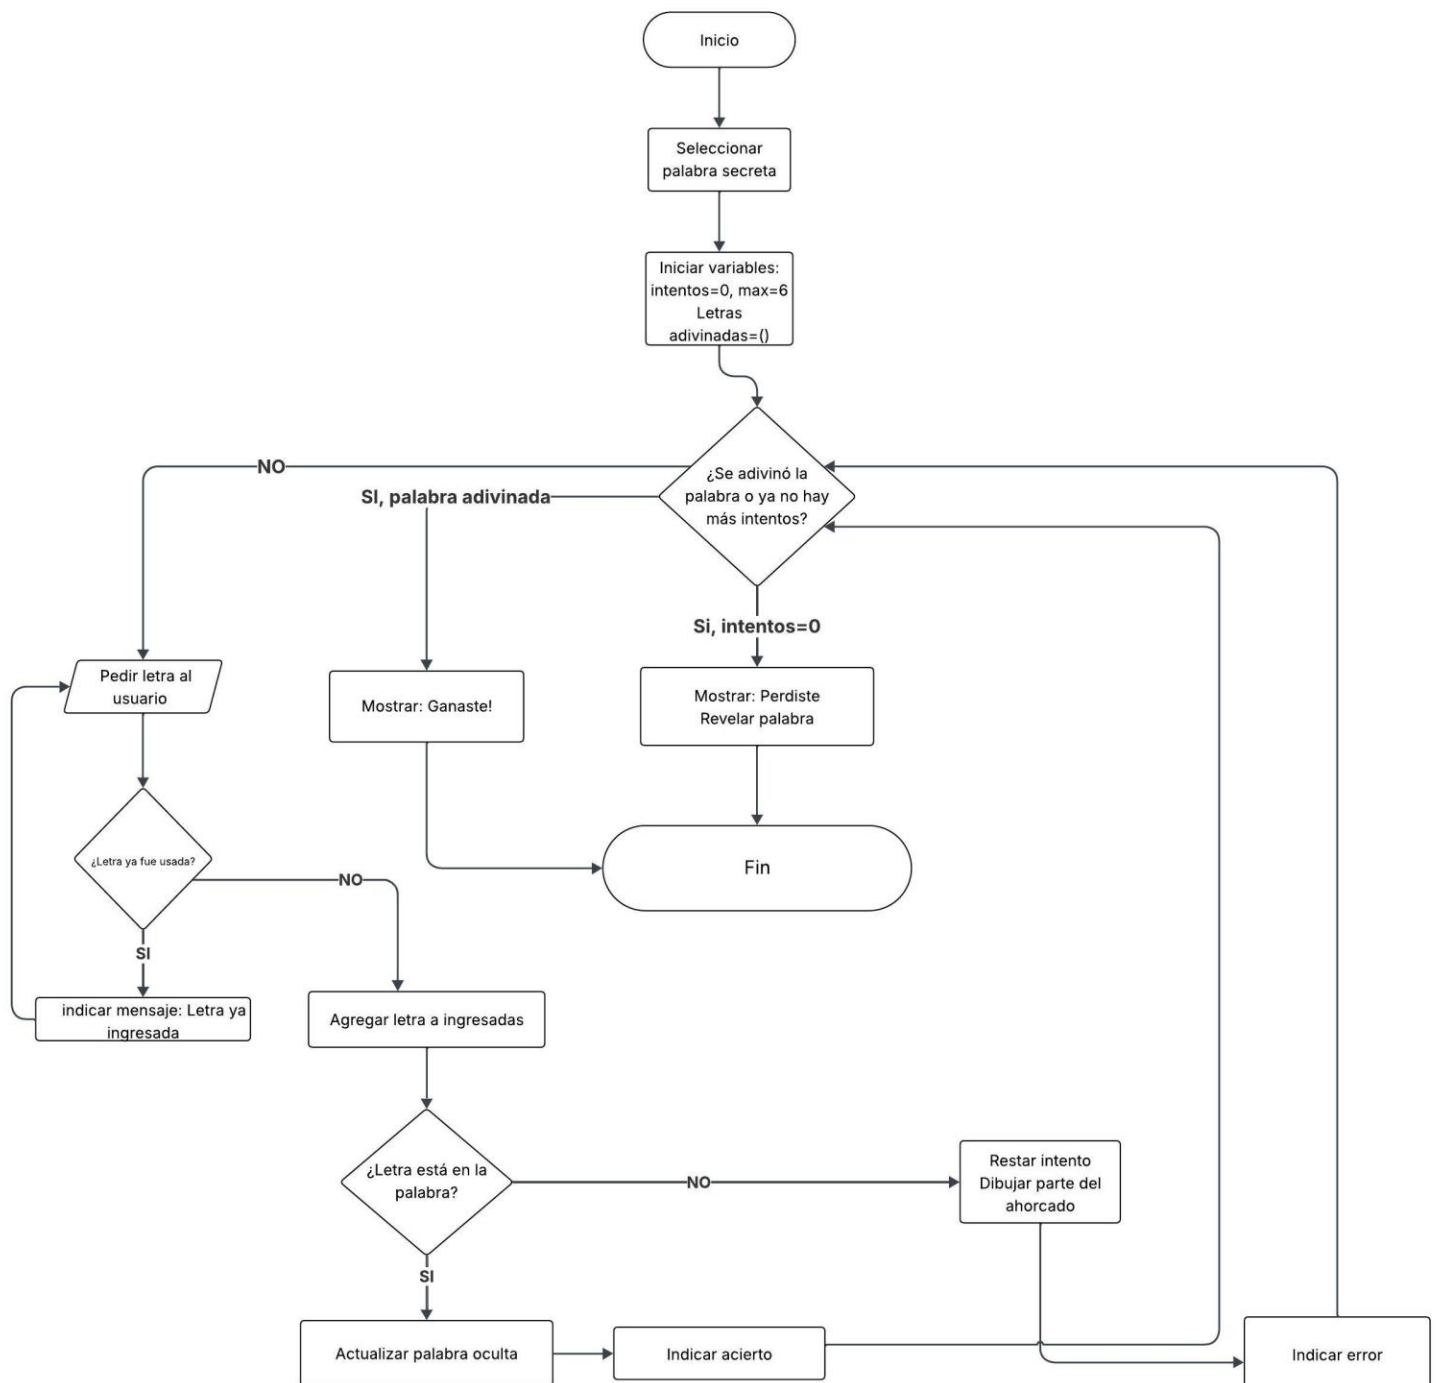 Inicio
Seleccionar
palabra secreta
Iniciar variables:
intentos=0, max=6
Letras
adivinadas=()
¿Se adivinó la
palabra o ya no hay
más intentos?
NO
SI, palabra adivinada
Si, intentos=0
Pedir letra al
usuario
Mostrar: Ganaste!
Mostrar: Perdiste
Revelar palabra
¿Letra ya fue usada?
NO
Fin
SI
indicar mensaje: Letra ya
ingresada
Agregar letra a ingresadas
¿Letra está en la
palabra?
NO
Restar intento
Dibujar parte del
ahorcado
SI
Actualizar palabra oculta
Indicar acierto
Indicar error